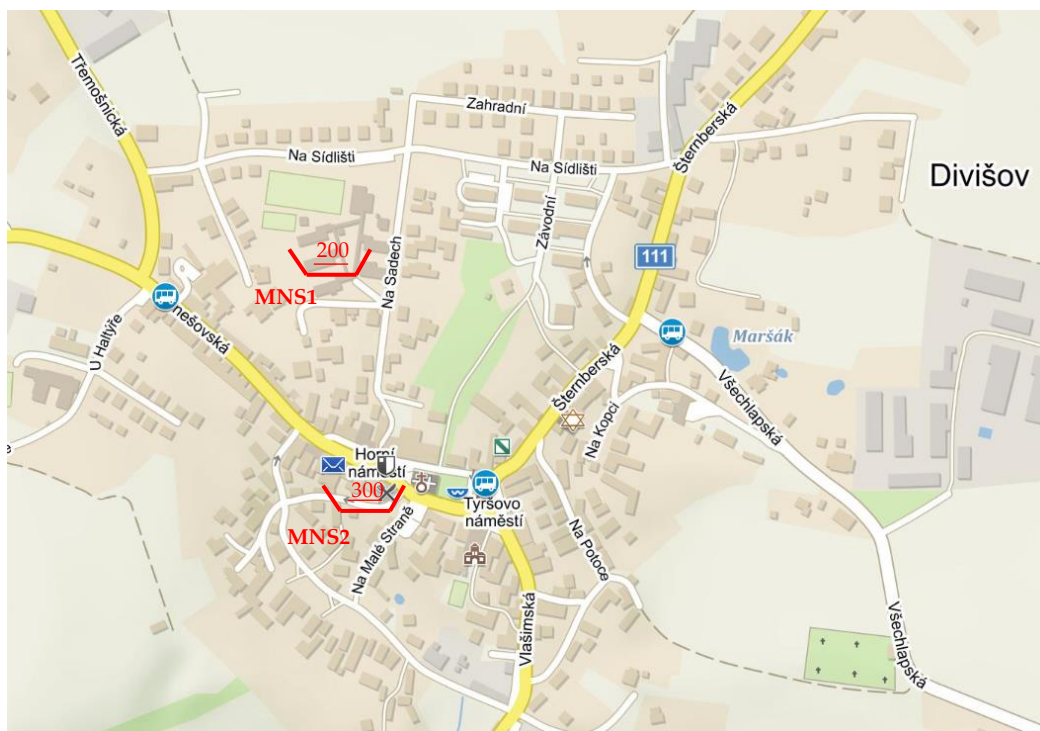 Třemošnická
Zahradní
Šternberská
Na Sídlišti
Na Sídlišti
Divišov
Závodní
200
Na Sadech
111
MNS1
nešovská
U Haltýře
Maršák
Šternberská
Všechlapská
Na Kopci
Horní
náměstí
300
Tyršovo
náměstí
MNS2
Na Malé Straně
Na Potoce
Vlašimská
Všechlapská